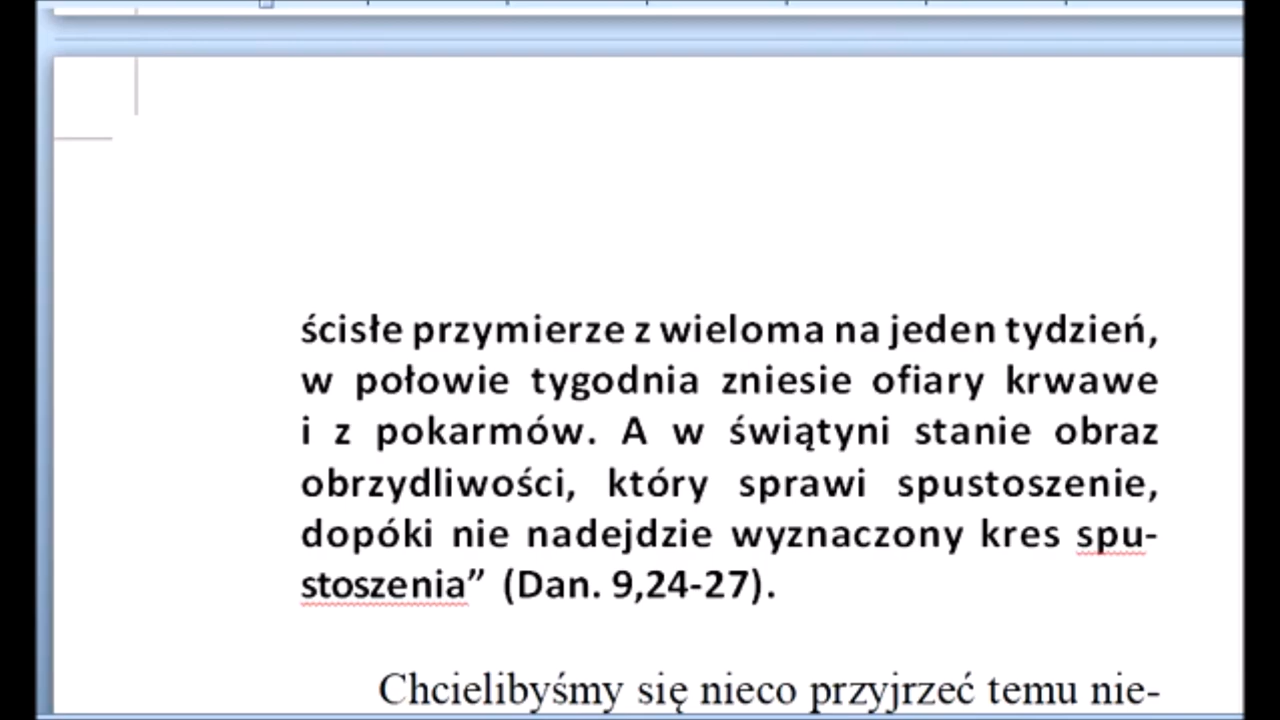 ścisłe przymierze z wieloma na jeden tydzień,
w połowie tygodnia zniesie ofiary krwawe
i z pokarmów. A w świątyni stanie obraz
obrzydliwości, który sprawi spustoszenie,
dopóki nie nadejdzie wyznaczony kres spu-
stoszenia” (Dan. 9,24-27).
Chcielibyśmy się nieco przyjrzeć temu nie-